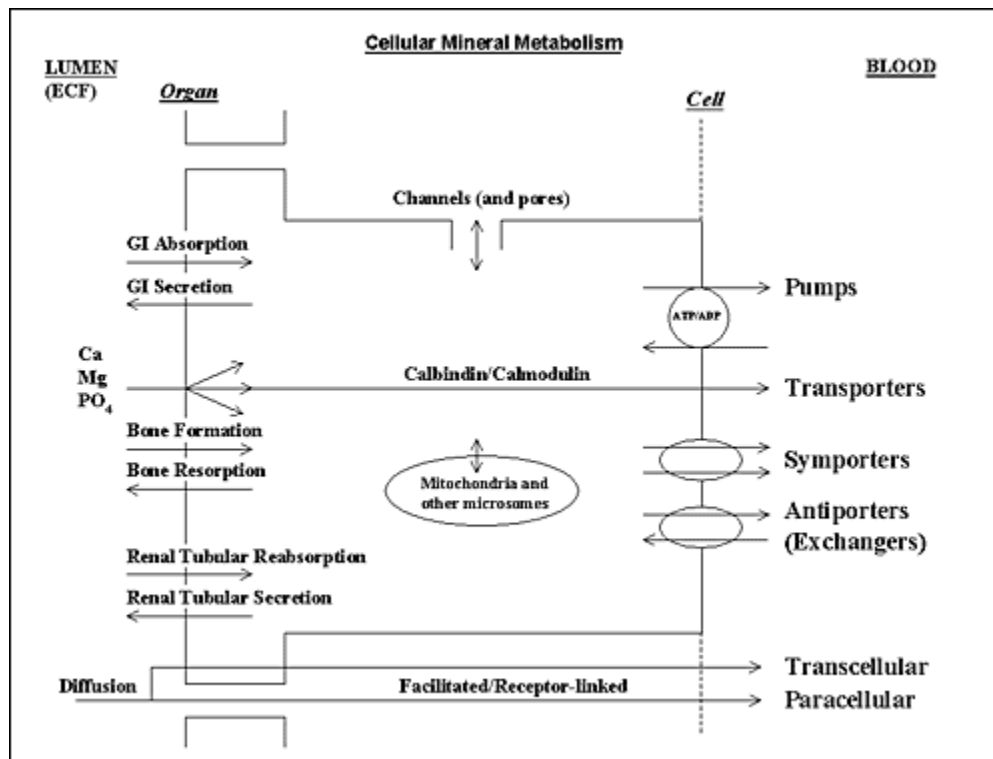 Cellular Mineral Metabolism
LUMEN
(ECF)
BLOOD
Organ
Cell
Channels (and pores)
GI Absorption
GI Secretion
Pumps
ATP/ADP
Ca
Mg
PO₄
Calbindin/Calmodulin
Transporters
Bone Formation
Bone Resorption
Mitochondria and
other microsomes
Symporters
Antiporters
(Exchangers)
Renal Tubular Reabsorption
Renal Tubular Secretion
Transcellular
Diffusion
Facilitated/Receptor-linked
Paracellular